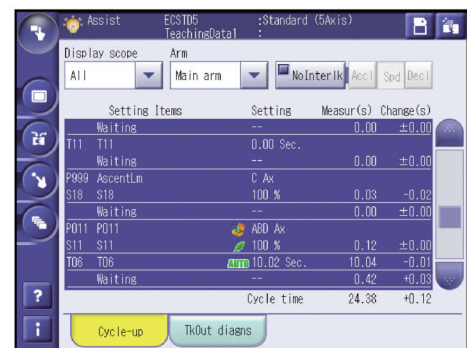 Assist ECSTD5 :Standard (5Axis)
TeachingData1 :
Display scope Arm
All Main arm NoInterlk Accl Spd Decl
Setting Items Setting Measur(s) Change(s)
Waiting -- 0.00 ±0.00
T11 T11 0.00 Sec.
Waiting -- 0.00 ±0.00
P999 AscentLm C Ax
S18 S18 100 % 0.03 -0.02
Waiting -- 0.00 ±0.00
P011 P011 ABD Ax
S11 S11 100 % 0.12 ±0.00
T06 T06 AUTO 10.02 Sec. 10.04 -0.01
Waiting -- 0.42 +0.03
Cycle time 24.38 +0.12
? 
i Cycle-up TkOut diagns